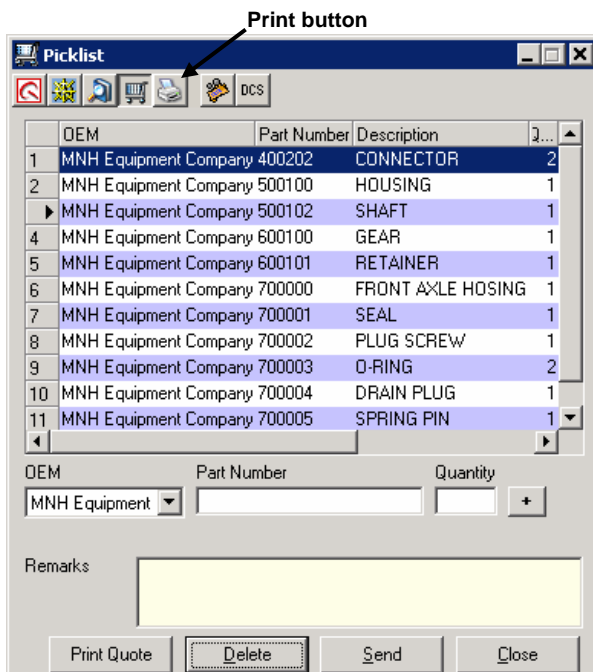 Print button
Picklist
DCS
OEM Part Number Description Q...
1 MNH Equipment Company 400202 CONNECTOR 2
2 MNH Equipment Company 500100 HOUSING 1
MNH Equipment Company 500102 SHAFT 1
4 MNH Equipment Company 600100 GEAR 1
5 MNH Equipment Company 600101 RETAINER 1
6 MNH Equipment Company 700000 FRONT AXLE HOSING 1
7 MNH Equipment Company 700001 SEAL 1
8 MNH Equipment Company 700002 PLUG SCREW 1
9 MNH Equipment Company 700003 O-RING 2
10 MNH Equipment Company 700004 DRAIN PLUG 1
11 MNH Equipment Company 700005 SPRING PIN 1
OEM Part Number Quantity
MNH Equipment +
Remarks
Print Quote Delete Send Close